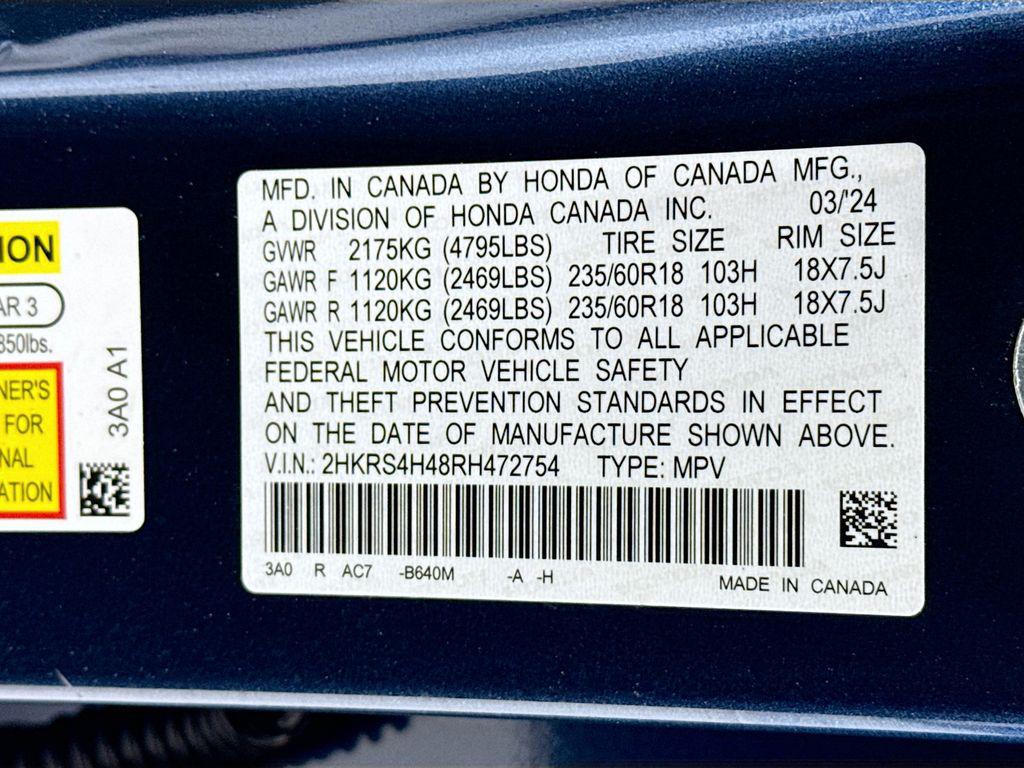 ION
AR 3
850lbs.
NER'S
FOR
NAL
ATION
3A0 A1
MFD. IN CANADA BY HONDA OF CANADA MFG.,
A DIVISION OF HONDA CANADA INC. 03/'24
GVWR 2175KG (4795LBS) TIRE SIZE RIM SIZE
GAWR F 1120KG (2469LBS) 235/60R18 103H 18X7.5J
GAWR R 1120KG (2469LBS) 235/60R18 103H 18X7.5J
THIS VEHICLE CONFORMS TO ALL APPLICABLE
FEDERAL MOTOR VEHICLE SAFETY
AND THEFT PREVENTION STANDARDS IN EFFECT
ON THE DATE OF MANUFACTURE SHOWN ABOVE.
V.I.N.: 2HKRS4H48RH472754 TYPE: MPV
3A0 R AC7 -B640M -A -H
MADE IN CANADA